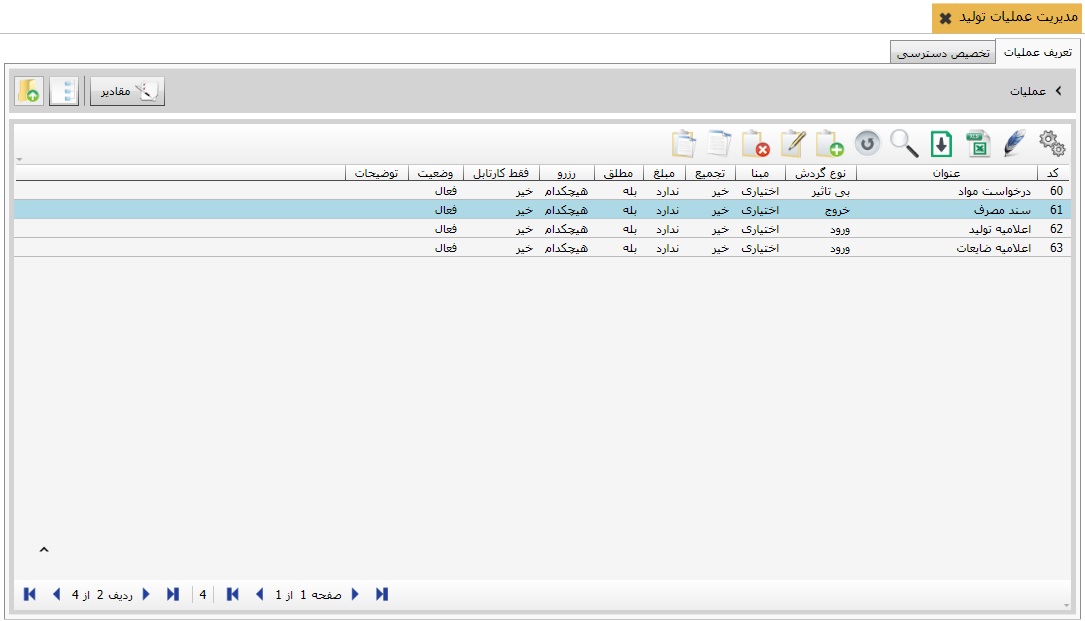 مدیریت عملیات تولید
تعریف عملیات تخصیص دسترسی
عملیات مقادیر
کد عنوان نوع گردش مبنا تجمیع مبلغ مطلق رزرو فقط کارتابل وضعیت توضیحات
60 درخواست مواد بی تاثیر اختیاری خیر ندارد بله هیچکدام خیر فعال
61 سند مصرف خروج اختیاری خیر ندارد بله هیچکدام خیر فعال
62 اعلامیه تولید ورود اختیاری خیر ندارد بله هیچکدام خیر فعال
63 اعلامیه ضایعات ورود اختیاری خیر ندارد بله هیچکدام خیر فعال
صفحه 1 از 1 4 ردیف 2 از 4